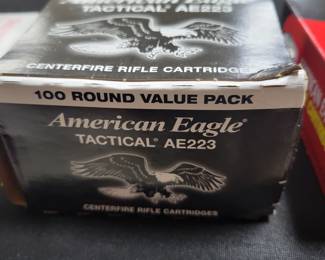 TACTICAL® AE223
CENTERFIRE RIFLE CARTRIDGES
100 ROUND VALUE PACK
American Eagle®
TACTICAL® AE223
CENTERFIRE RIFLE CARTRIDGES